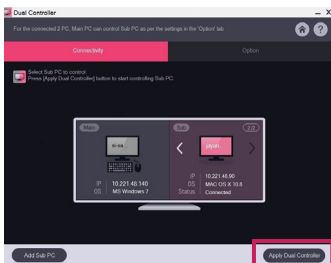 Dual Controller
For the connected 2 PC, Main PC can control Sub PC as per the settings in the 'Option' tab
Connectivity
Option
Select Sub PC to control.
Press [Apply Dual Controller] button to start controlling Sub PC.
Main
Sub
2/2
jayun
IP 10.221.48.140
OS MS Windows 7
IP 10.221.48.90
OS MAC OS X 10.8
Status Connected
Add Sub PC
Apply Dual Controller